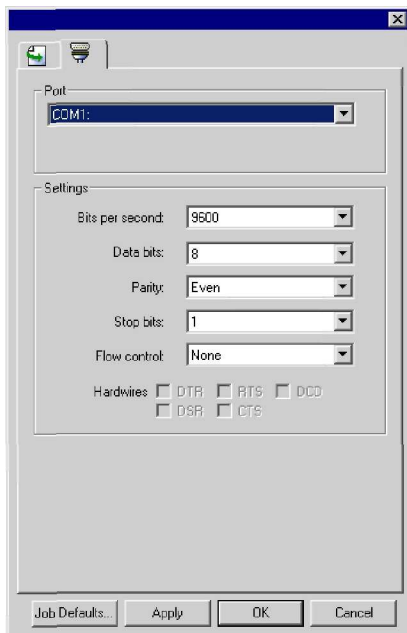 Port
COM1:
Settings
Bits per second: 9600
Data bits: 8
Parity: Even
Stop bits: 1
Flow control: None
Hardwires DTR RTS DCD
DSR CTS
Job Defaults... Apply OK Cancel